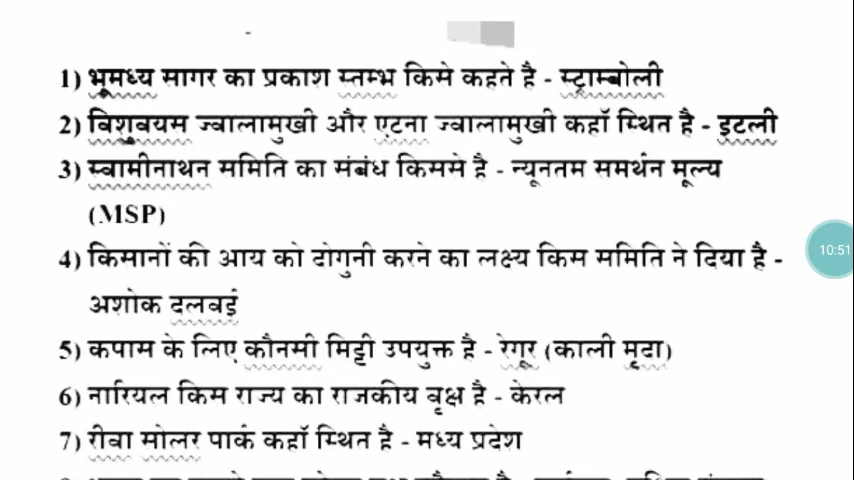 1) भूमध्य सागर का प्रकाश स्तम्भ किसे कहते है - स्ट्राम्बोली
2) विशुवयस ज्वालामुखी और एटना ज्वालामुखी कहाॅ स्थित है - इटली
3) स्वामीनाथन समिति का संबंध किससे है - न्यूनतम समर्थन मूल्य
(MSP)
4) किसानों की आय को दोगुनी करने का लक्ष्य किस समिति ने दिया है -
अशोक दलवई
5) कपास के लिए कौनसी मिट्टी उपयुक्त है - रेगूर (काली मृदा)
6) नारियल किस राज्य का राजकीय वृक्ष है - केरल
7) रीवा सोलर पार्क कहाॅ स्थित है - मध्य प्रदेश
10:51